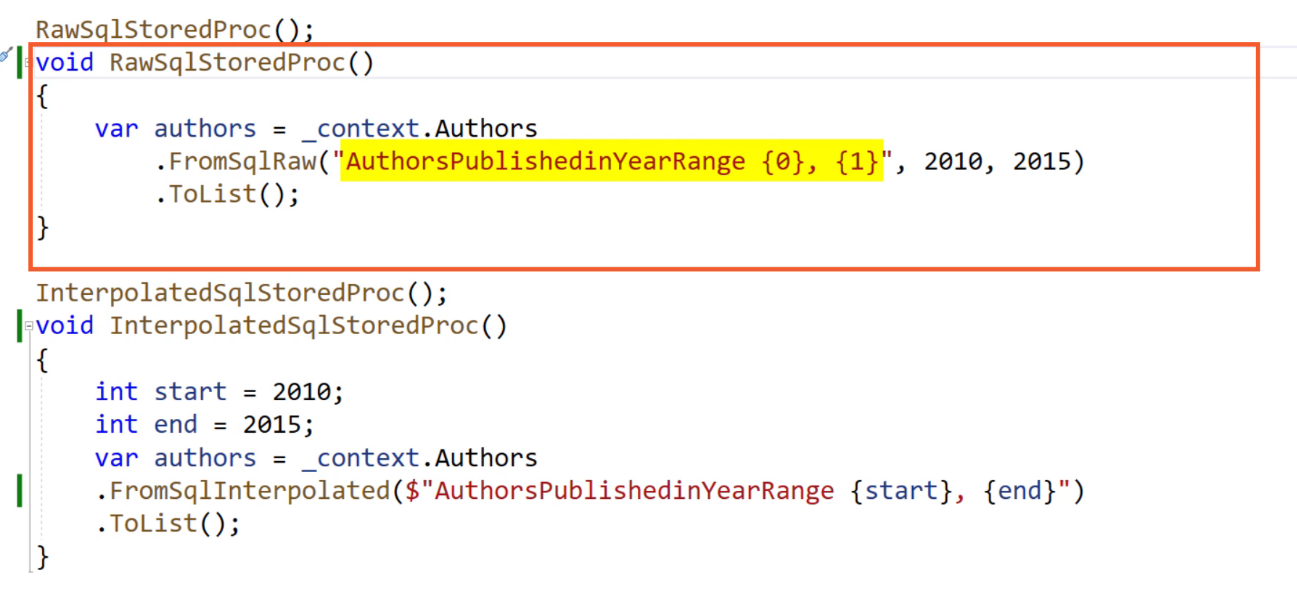 RawSqlStoredProc();
void RawSqlStoredProc()
{
    var authors = _context.Authors
        .FromSqlRaw("AuthorsPublishedinYearRange {0}, {1}", 2010, 2015)
        .ToList();
}
InterpolatedSqlStoredProc();
void InterpolatedSqlStoredProc()
{
    int start = 2010;
    int end = 2015;
    var authors = _context.Authors
    .FromSqlInterpolated($"AuthorsPublishedinYearRange {start}, {end}")
    .ToList();
}